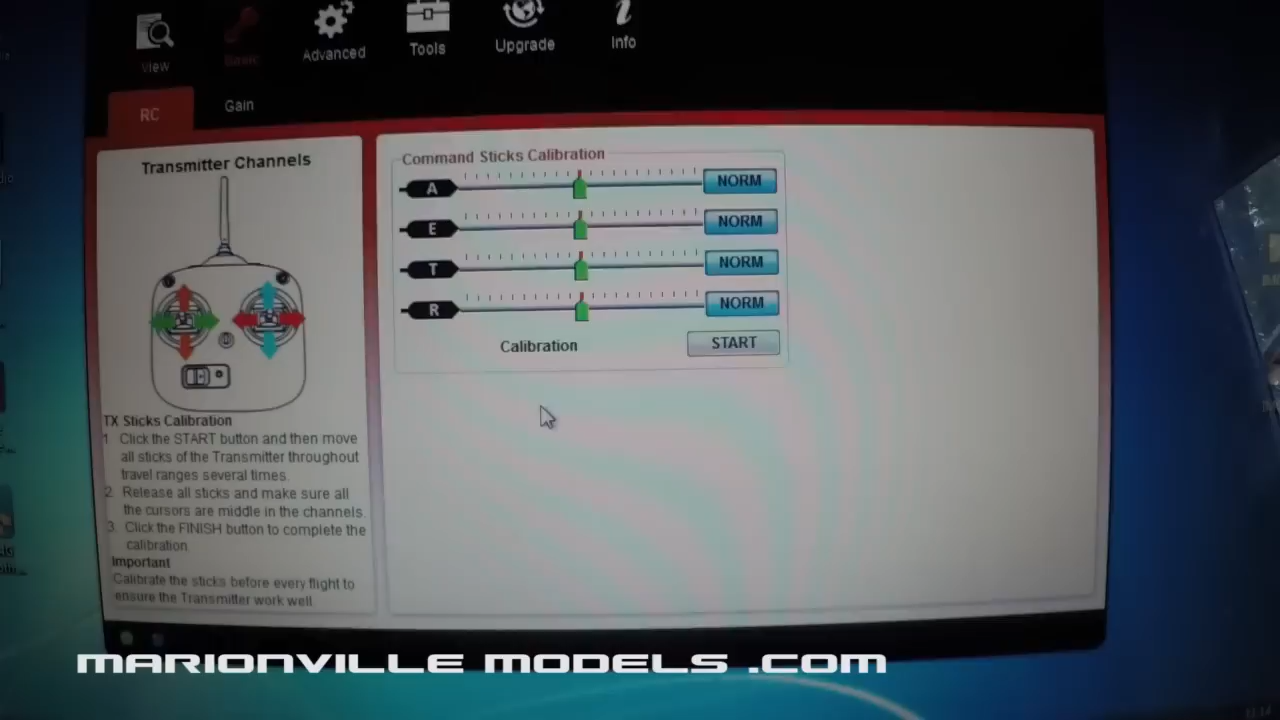 View
Basic
Advanced
Tools
Upgrade
Info
RC
Gain
Transmitter Channels
Command Sticks Calibration
A
NORM
E
NORM
T
NORM
R
NORM
Calibration
START
TX Sticks Calibration
1. Click the START button and then move
all sticks of the Transmitter throughout
travel ranges several times.
2. Release all sticks and make sure all
the cursors are middle in the channels.
3. Click the FINISH button to complete the
calibration.
Important
Calibrate the sticks before every flight to
ensure the Transmitter work well.
MARIONVILLE MODELS .COM